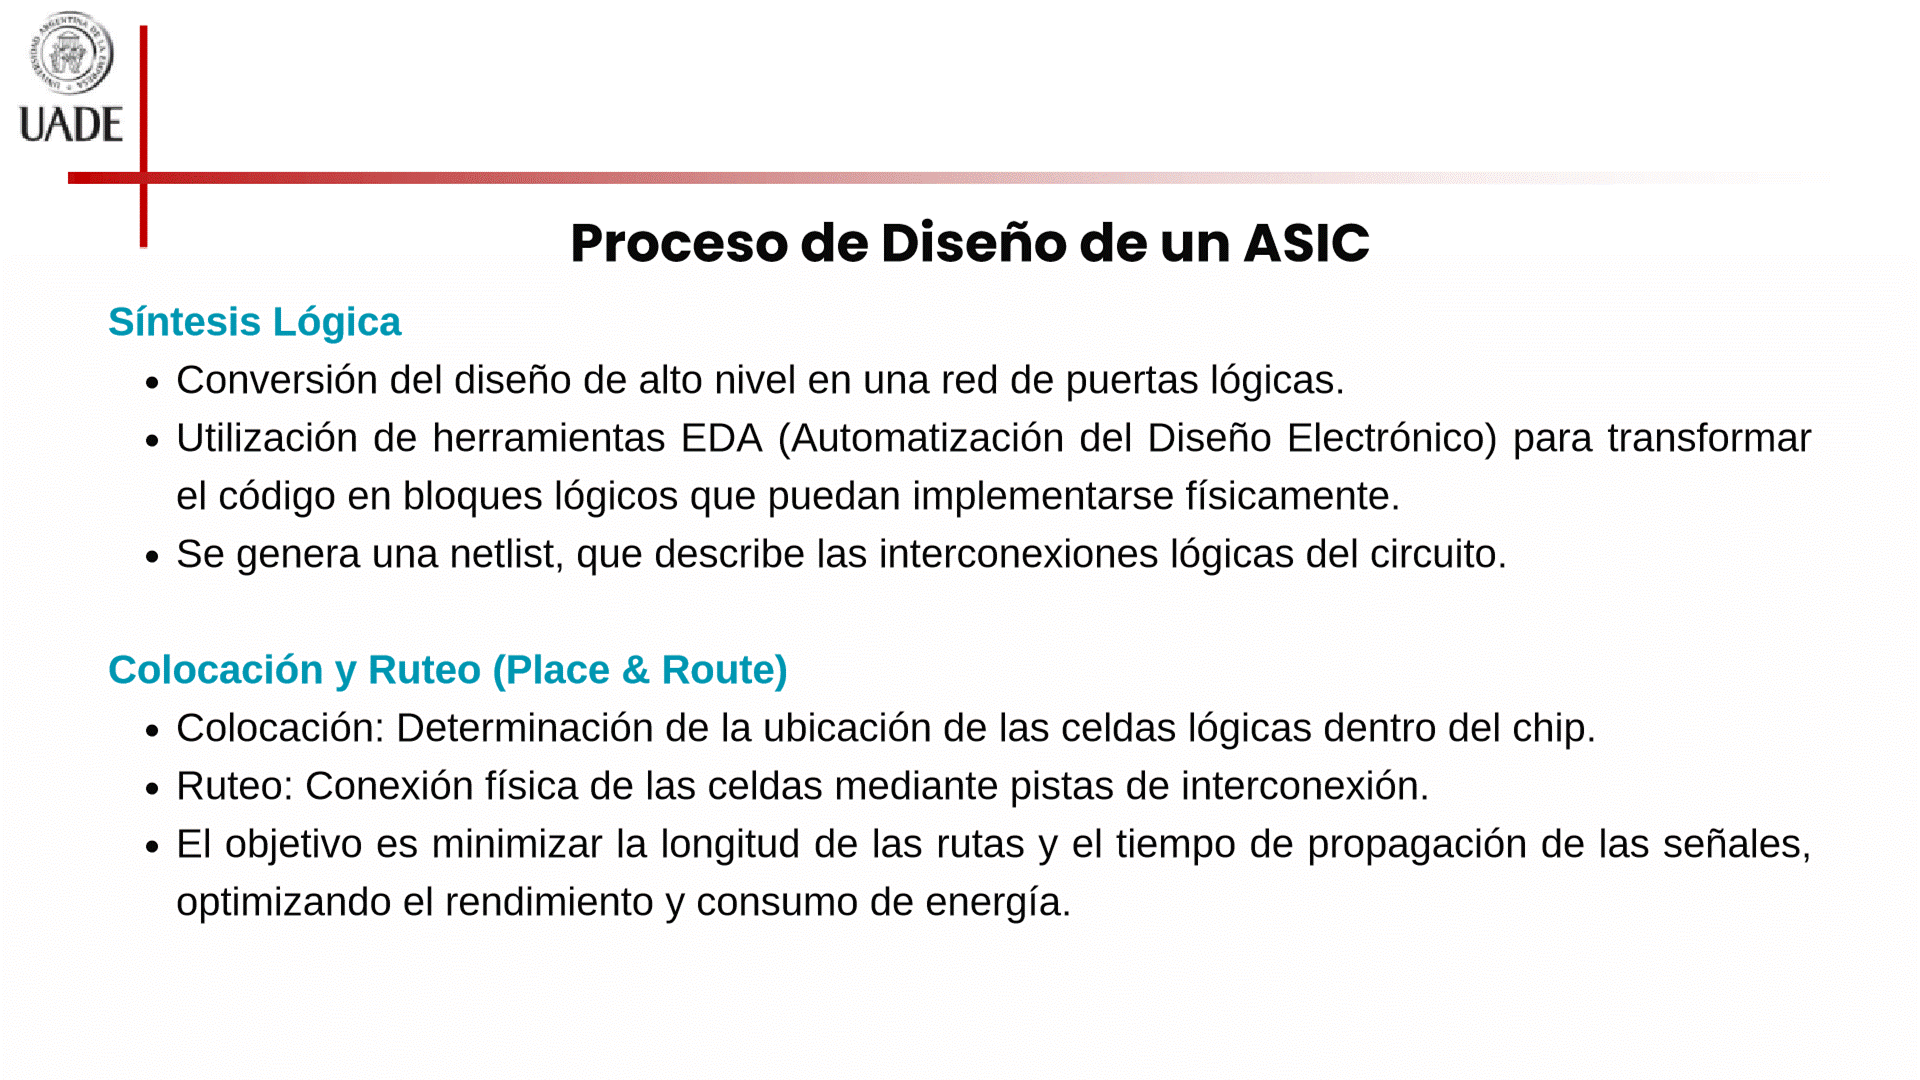 UNIVERSIDAD ARGENTINA DE LA EMPRESA
UADE
Proceso de Diseño de un ASIC
Síntesis Lógica
• Conversión del diseño de alto nivel en una red de puertas lógicas.
• Utilización de herramientas EDA (Automatización del Diseño Electrónico) para transformar
el código en bloques lógicos que puedan implementarse físicamente.
• Se genera una netlist, que describe las interconexiones lógicas del circuito.
Colocación y Ruteo (Place & Route)
• Colocación: Determinación de la ubicación de las celdas lógicas dentro del chip.
• Ruteo: Conexión física de las celdas mediante pistas de interconexión.
• El objetivo es minimizar la longitud de las rutas y el tiempo de propagación de las señales,
optimizando el rendimiento y consumo de energía.